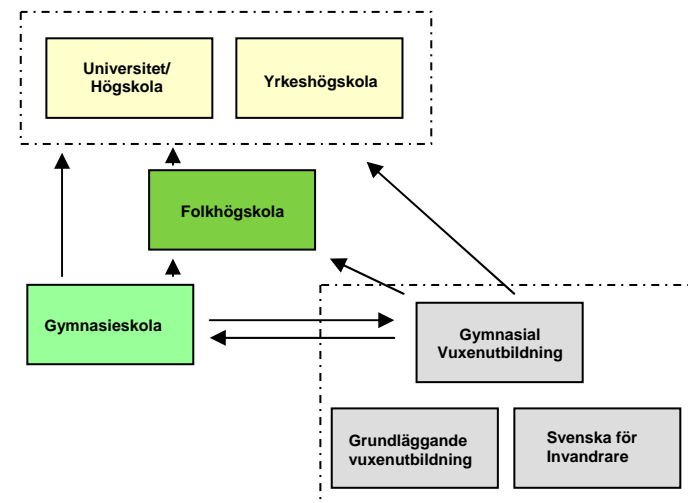 Universitet/
Högskola
Yrkeshögskola
Folkhögskola
Gymnasieskola
Gymnasial
Vuxenutbildning
Grundläggande
vuxenutbildning
Svenska för
Invandrare